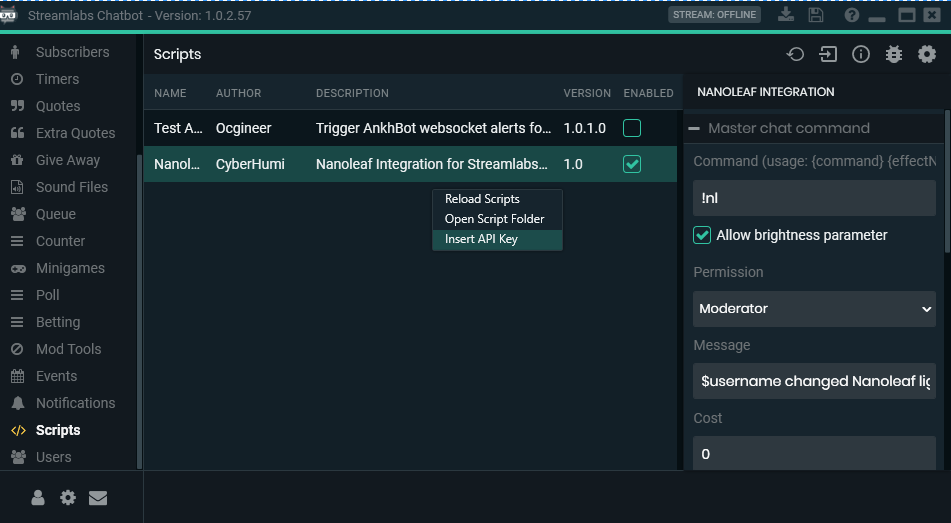 Streamlabs Chatbot - Version: 1.0.2.57
STREAM: OFFLINE
Subscribers
Timers
Quotes
Extra Quotes
Give Away
Sound Files
Queue
Counter
Minigames
Poll
Betting
Mod Tools
Events
Notifications
Scripts
Users
Scripts
NAME AUTHOR DESCRIPTION VERSION ENABLED
Test A... Ocgineer Trigger AnkhBot websocket alerts fo... 1.0.1.0
Nanol... CyberHumi Nanoleaf Integration for Streamlabs... 1.0
Reload Scripts
Open Script Folder
Insert API Key
NANOLEAF INTEGRATION
Master chat command
Command (usage: {command} {effectN
!nl
Allow brightness parameter
Permission
Moderator
Message
$username changed Nanoleaf lig
Cost
0